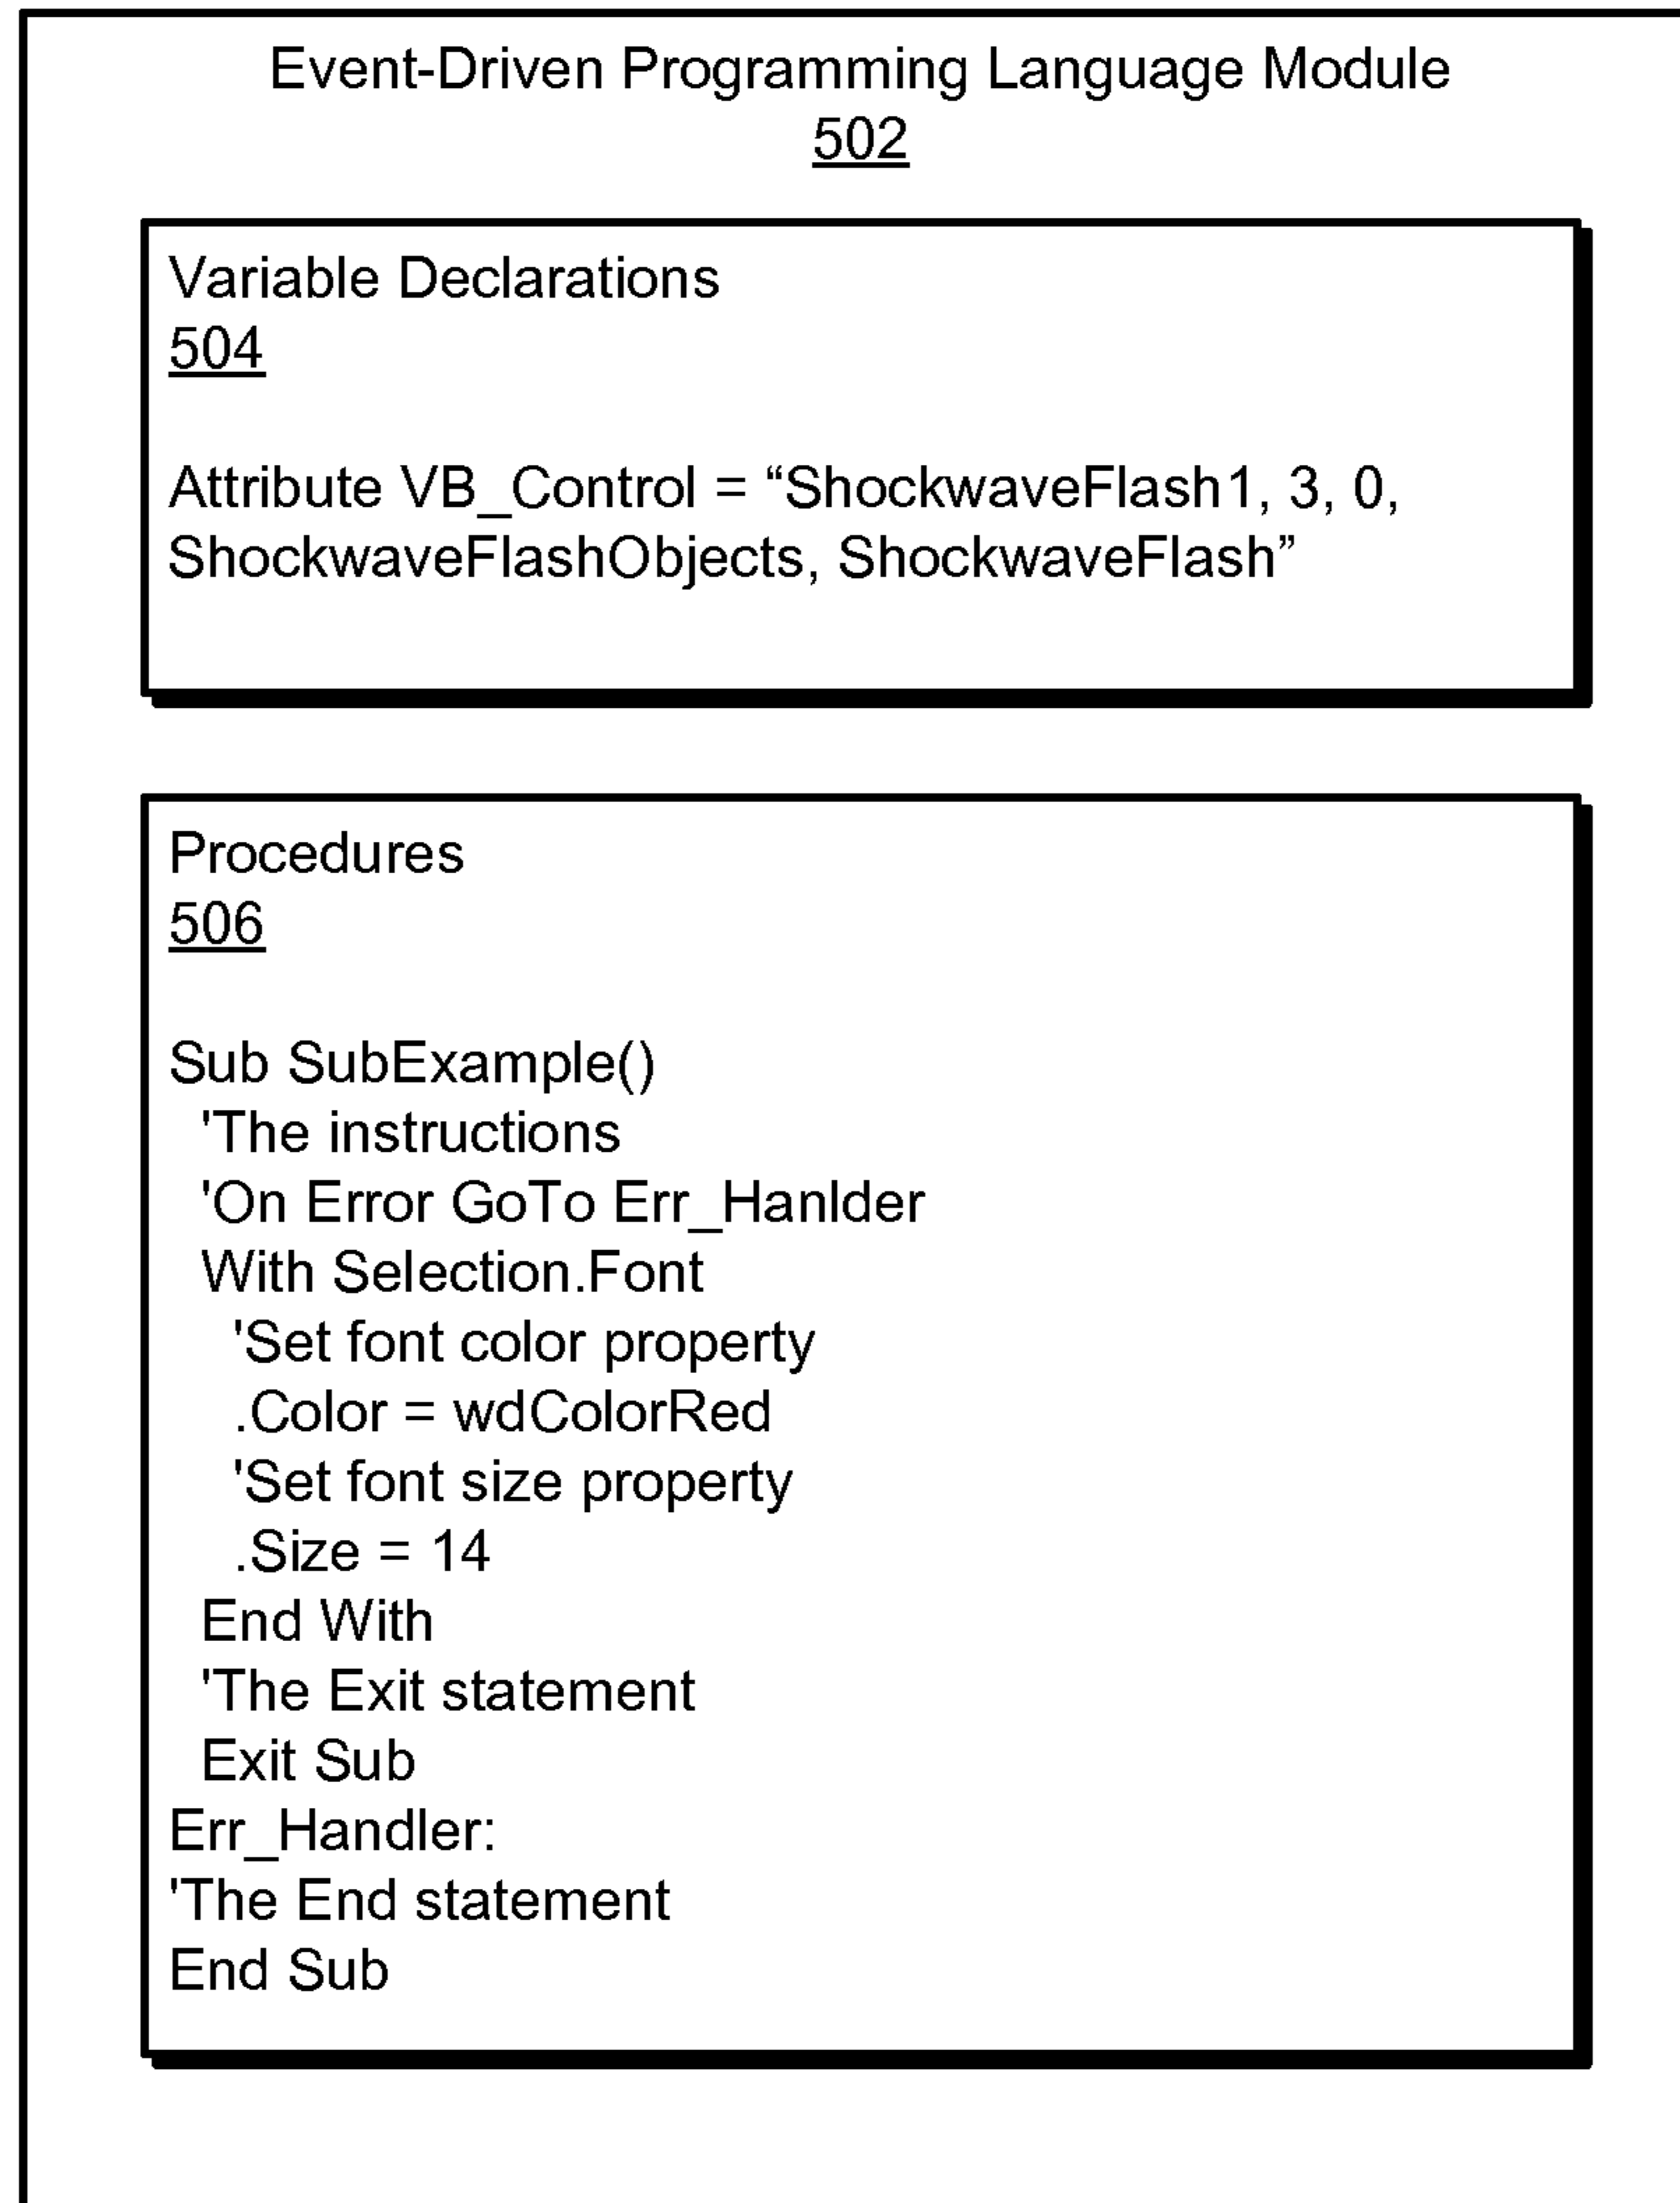 Event-Driven Programming Language Module
502
Variable Declarations
504
Attribute VB_Control = “ShockwaveFlash1, 3, 0,
ShockwaveFlashObjects, ShockwaveFlash”
Procedures
506
Sub SubExample()
'The instructions
'On Error GoTo Err_Hanlder
With Selection.Font
'Set font color property
.Color = wdColorRed
'Set font size property
.Size = 14
End With
'The Exit statement
Exit Sub
Err_Handler:
'The End statement
End Sub